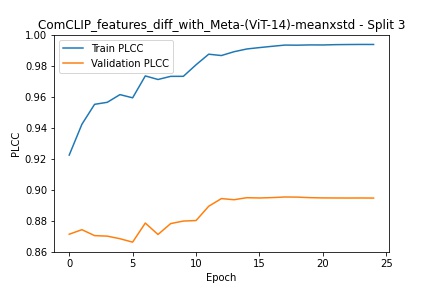 ComCLIP_features_diff_with_Meta-(ViT-14)-meanxstd - Split 3
1.00
0.98
0.96
0.94
0.92
0.90
0.88
0.86
PLCC
Train PLCC
Validation PLCC
0 5 10 15 20 25
Epoch